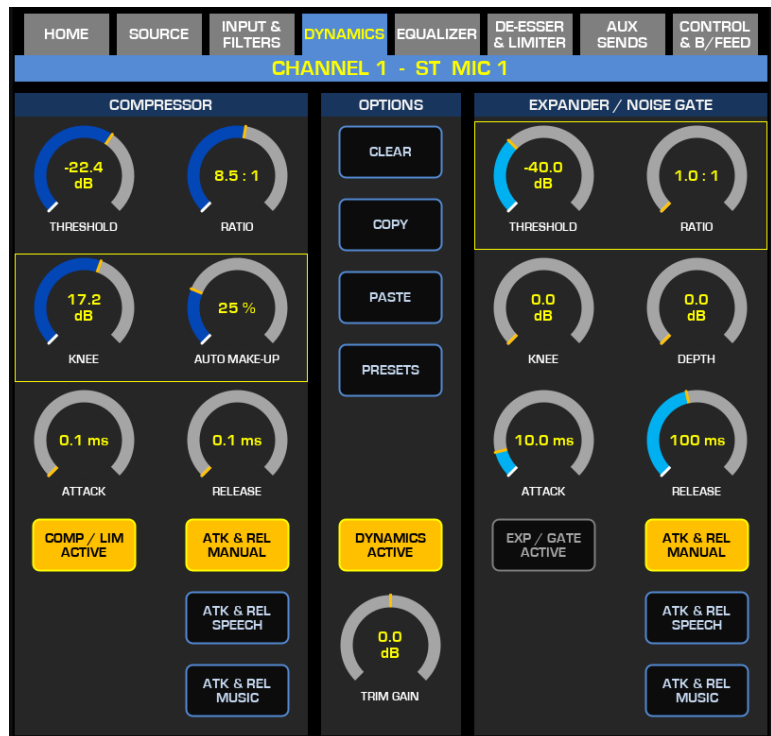 HOME
SOURCE
INPUT &
FILTERS
DYNAMICS
EQUALIZER
DE-ESSER
& LIMITER
AUX
SENDS
CONTROL
& B/FEED
CHANNEL 1 - ST MIC 1
COMPRESSOR
-22.4
dB
THRESHOLD
8.5 : 1
RATIO
17.2
dB
KNEE
25 %
AUTO MAKE-UP
0.1 ms
ATTACK
0.1 ms
RELEASE
COMP / LIM
ACTIVE
ATK & REL
MANUAL
ATK & REL
SPEECH
ATK & REL
MUSIC
OPTIONS
CLEAR
COPY
PASTE
PRESETS
DYNAMICS
ACTIVE
0.0
dB
TRIM GAIN
EXPANDER / NOISE GATE
-40.0
dB
THRESHOLD
1.0 : 1
RATIO
0.0
dB
KNEE
0.0
dB
DEPTH
10.0 ms
ATTACK
100 ms
RELEASE
EXP / GATE
ACTIVE
ATK & REL
MANUAL
ATK & REL
SPEECH
ATK & REL
MUSIC